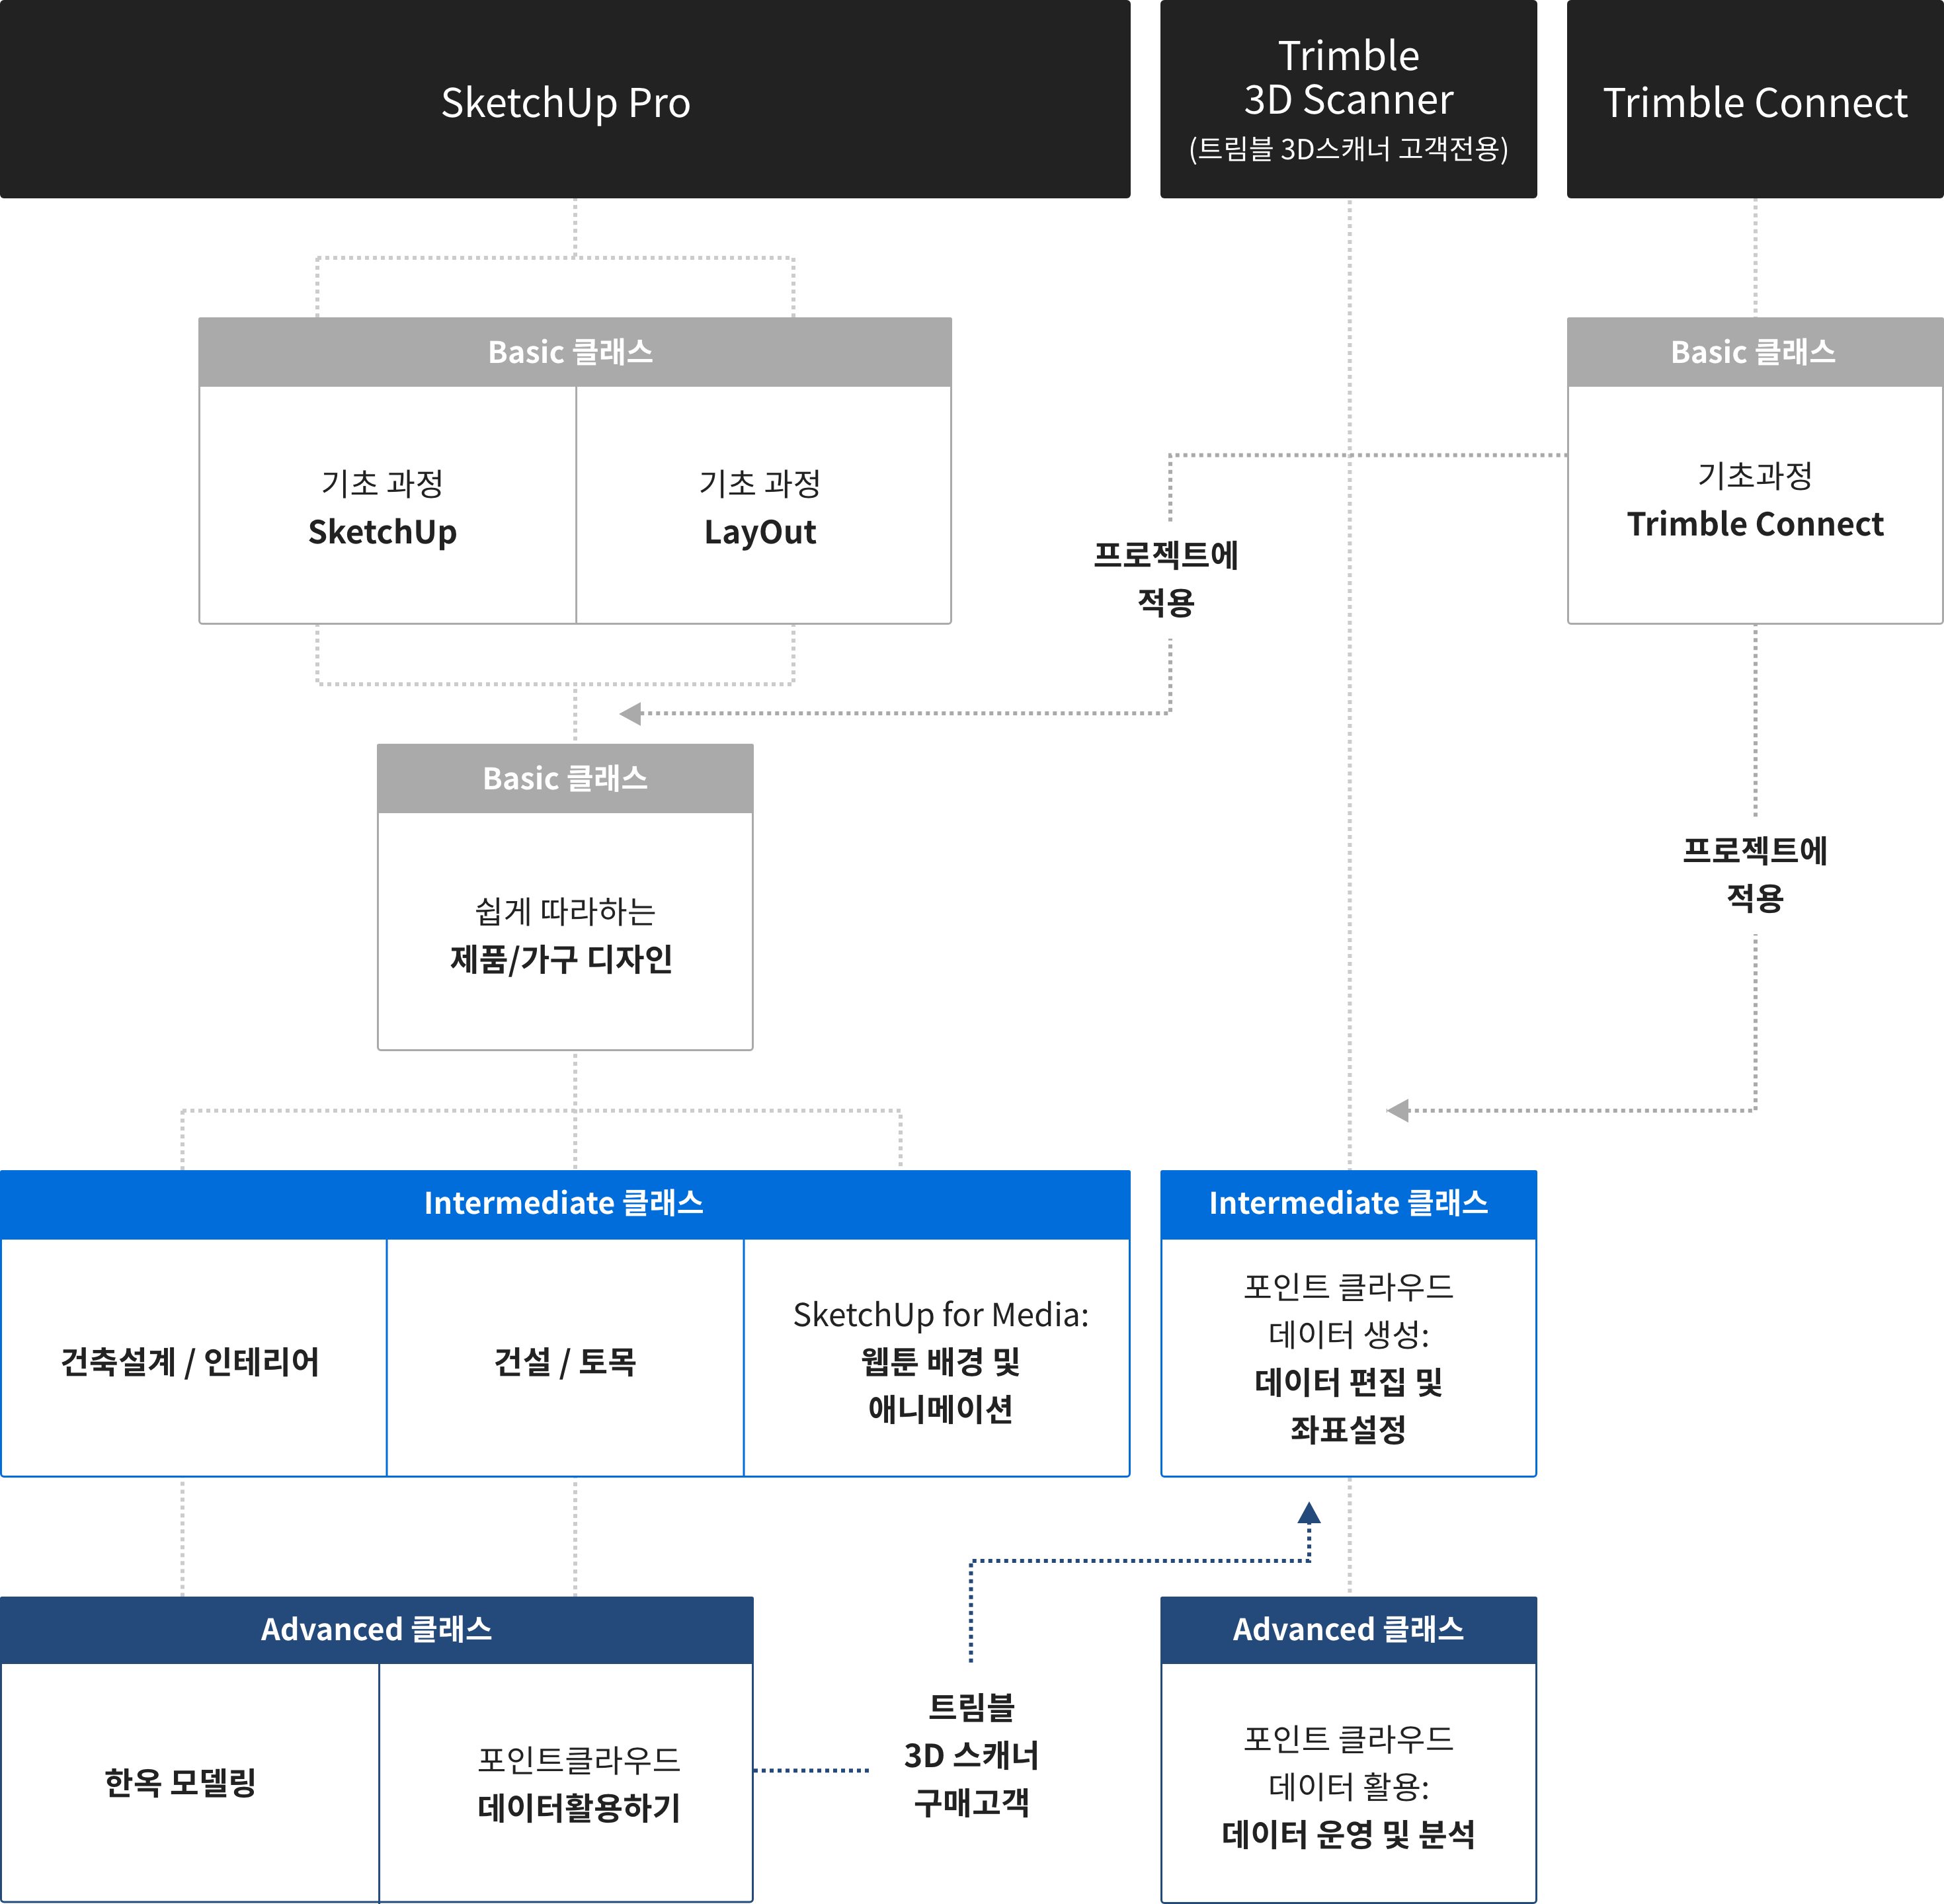 SketchUp Pro
Trimble
3D Scanner
(트림블 3D스캐너 고객전용)
Trimble Connect
Basic 클래스
기초 과정
SketchUp
기초 과정
LayOut
Basic 클래스
기초과정
Trimble Connect
프로젝트에
적용
Basic 클래스
쉽게 따라하는
제품/가구 디자인
프로젝트에
적용
Intermediate 클래스
건축설계 / 인테리어
건설 / 토목
SketchUp for Media:
웹툰 배경 및
애니메이션
Intermediate 클래스
포인트 클라우드
데이터 생성:
데이터 편집 및
좌표설정
Advanced 클래스
한옥 모델링
포인트클라우드
데이터활용하기
트림블
3D 스캐너
구매고객
Advanced 클래스
포인트 클라우드
데이터 활용:
데이터 운영 및 분석